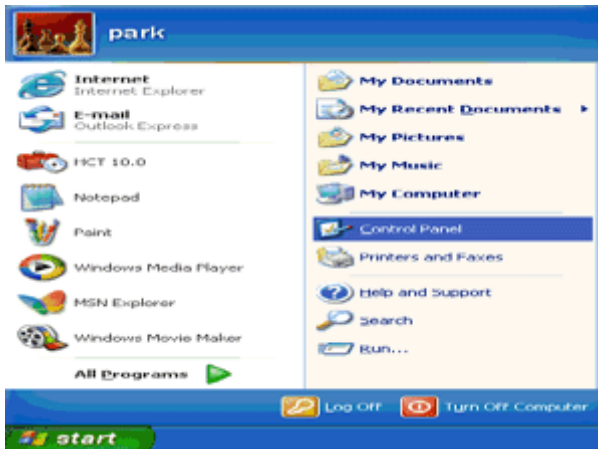 park
Internet
Internet Explorer
E-mail
Outlook Express
HCT 10.0
Notepad
Paint
Windows Media Player
MSN Explorer
Windows Movie Maker
All Programs
My Documents
My Recent Documents
My Pictures
My Music
My Computer
Control Panel
Printers and Faxes
Help and Support
Search
Run...
Log Off
Turn Off Computer
start